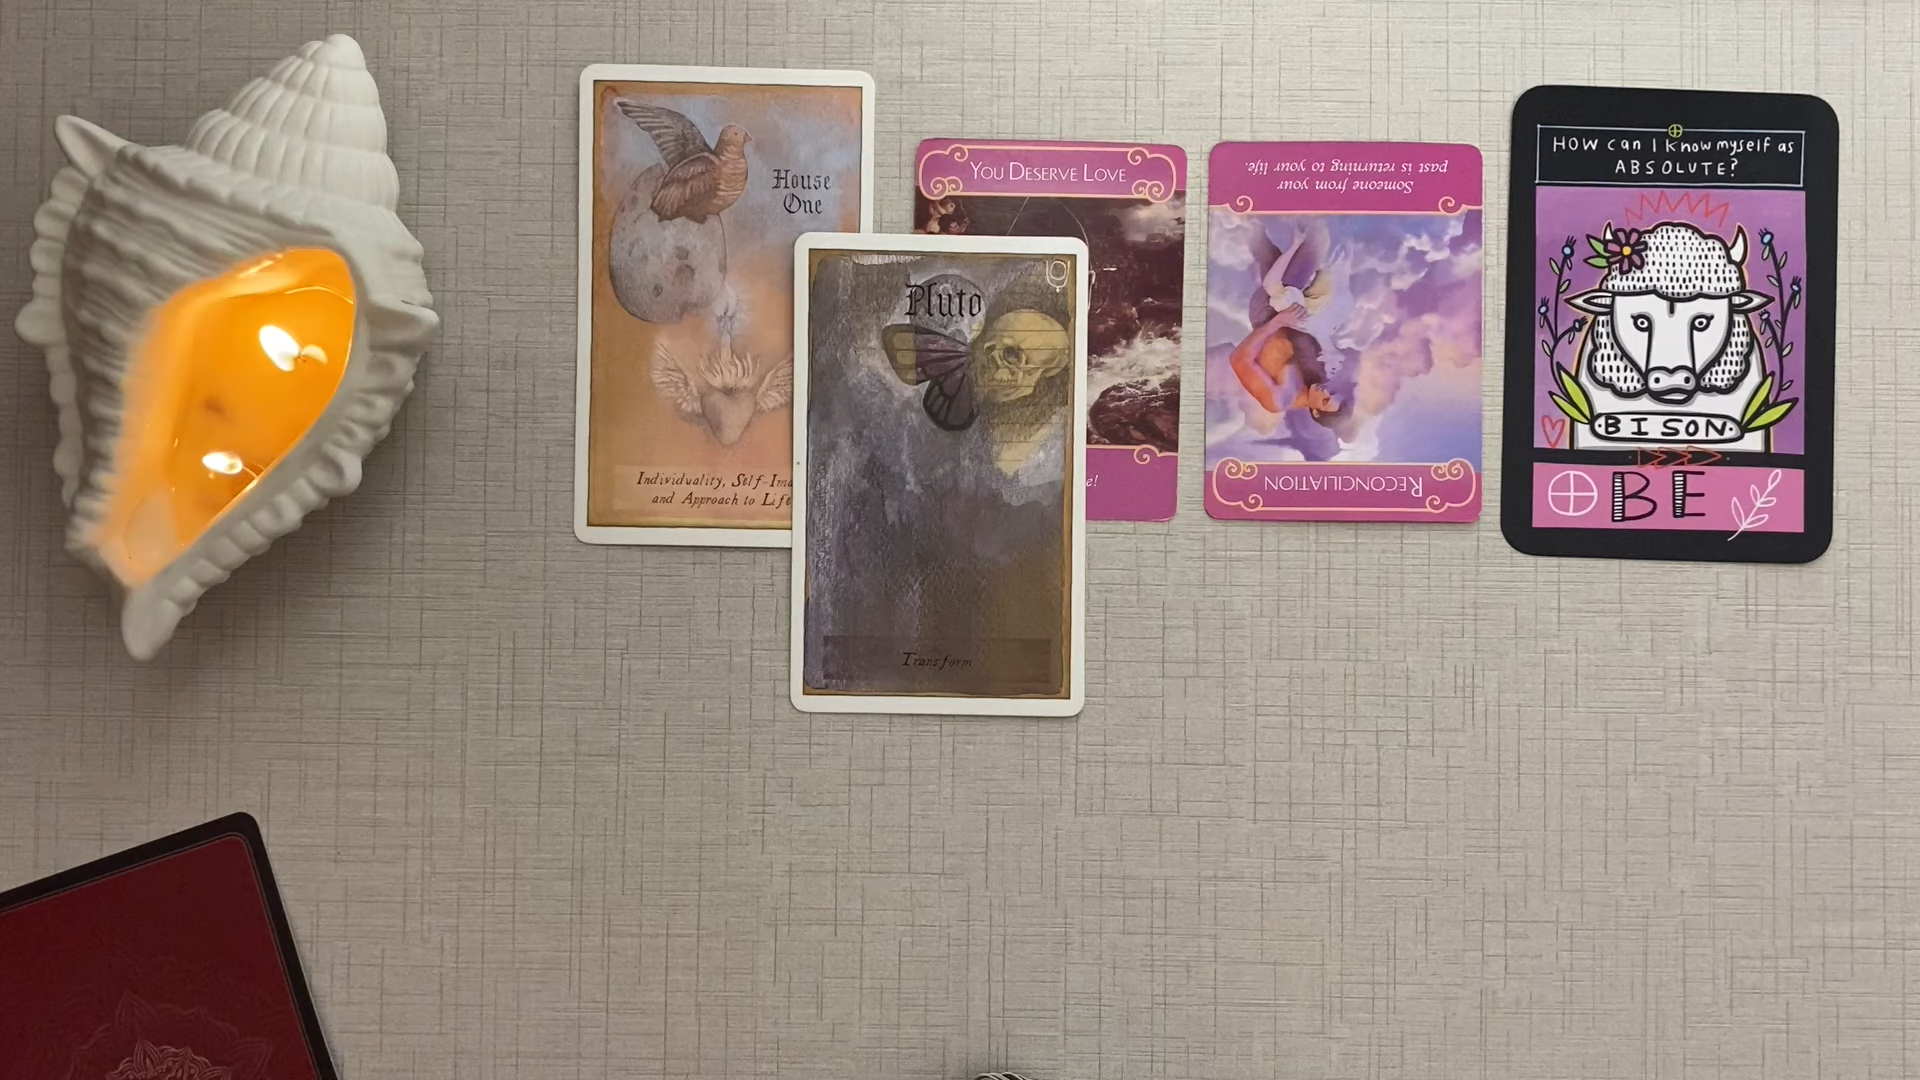 House
One
Individuality, Self-Ima
and Approach to Life
Pluto
Transform
You Deserve Love
e!
Someone from your
past is returning to your life.
Reconciliation
How can I know myself as
ABSOLUTE?
BISON
BE